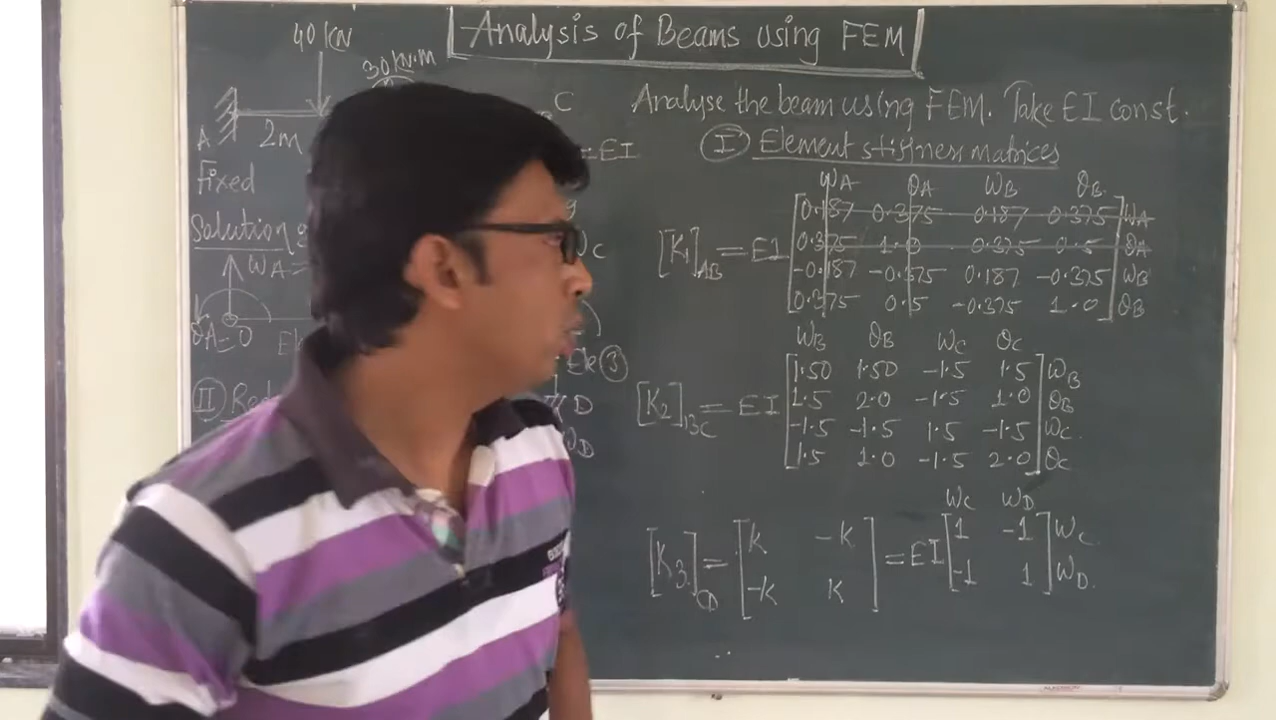 Analysis of Beams using FEM
40 kN
30 kN.m
C
A
2m
= EI
Fixed
Solution
WA=
WC
θA=0
Ele ③
D
WD
Ⅱ
Analyse the beam using FEM. Take EI const.
Ⅰ Element stiffness matrices
WA θA WB θB
0.187 0.375 0.187 0.375 WA
[K1]AB = EI 0.375 1.0 0.375 0.5 θA
-0.187 -0.375 0.187 -0.375 WB
0.375 0.5 -0.375 1.0 θB
WB θB WC θC
1.50 1.50 -1.5 1.5 WB
[K2]BC = EI 1.5 2.0 -1.5 1.0 θB
-1.5 -1.5 1.5 -1.5 WC
1.5 1.0 -1.5 2.0 θC
WC WD
[K3]CD = K -K = EI 1 -1 WC
-K K -1 1 WD